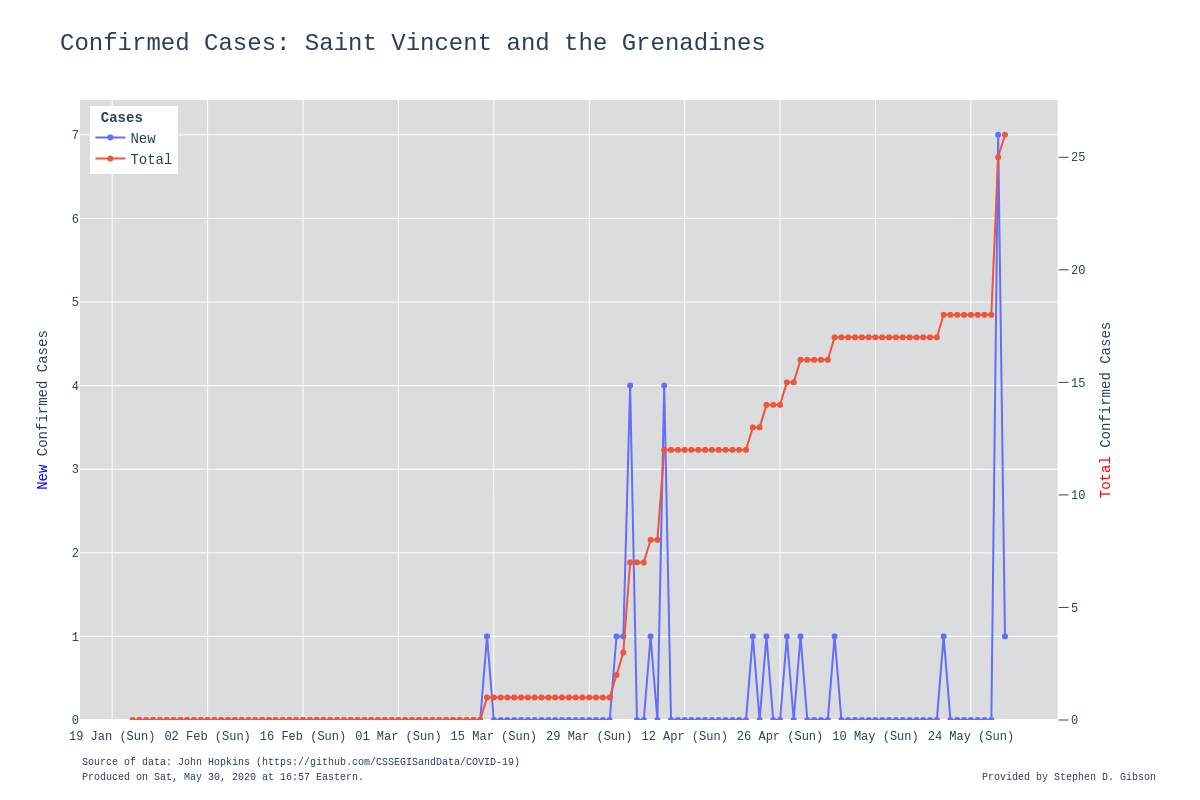 Confirmed Cases: Saint Vincent and the Grenadines
Cases
New
Total
7
6
5
4
3
2
1
0
25
20
15
10
5
0
New Confirmed Cases
Total Confirmed Cases
19 Jan (Sun) 02 Feb (Sun) 16 Feb (Sun) 01 Mar (Sun) 15 Mar (Sun) 29 Mar (Sun) 12 Apr (Sun) 26 Apr (Sun) 10 May (Sun) 24 May (Sun)
Source of data: John Hopkins (https://github.com/CSSEGISandData/COVID-19)
Produced on Sat, May 30, 2020 at 16:57 Eastern.
Provided by Stephen D. Gibson